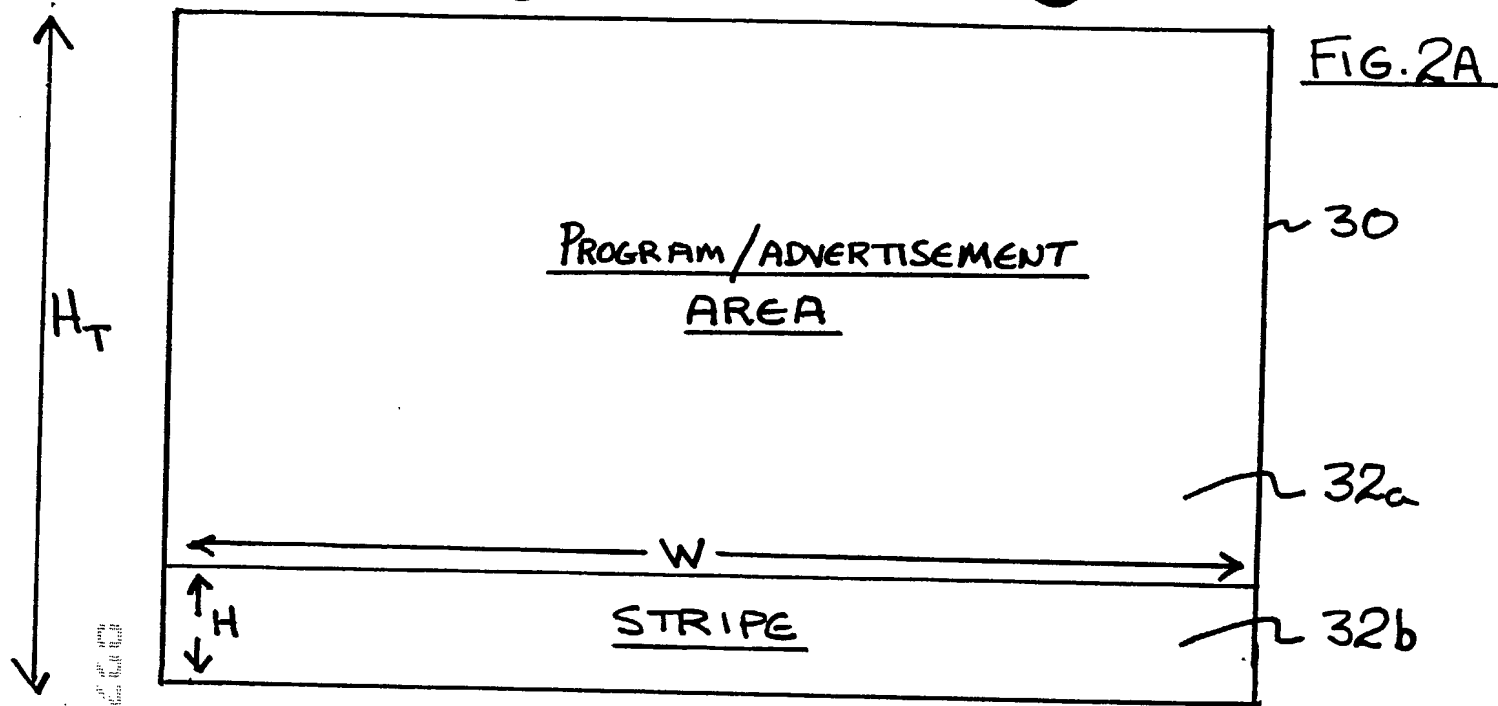 FIG. 2A
PROGRAM/ADVERTISEMENT
AREA
30
H_T
32a
W
H
STRIPE
32b